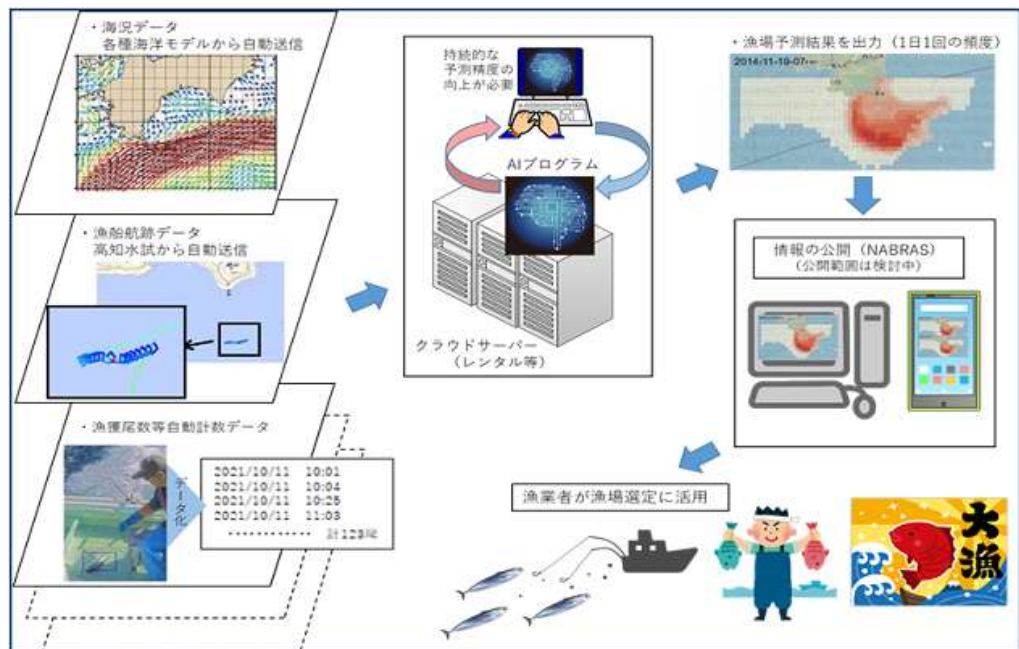 ・海況データ
各種海洋モデルから自動送信
・漁船航跡データ
高知水試から自動送信
・漁獲尾数等自動計数データ
データ化
2021/10/11 10:01
2021/10/11 10:04
2021/10/11 10:25
2021/10/11 11:03
………… 計123尾
持続的な
予測精度の
向上が必要
AIプログラム
クラウドサーバー
（レンタル等）
・漁場予測結果を出力（1日1回の頻度）
2014-11-19-07
情報の公開（NABRAS）
（公開範囲は検討中）
漁業者が漁場選定に活用
大漁